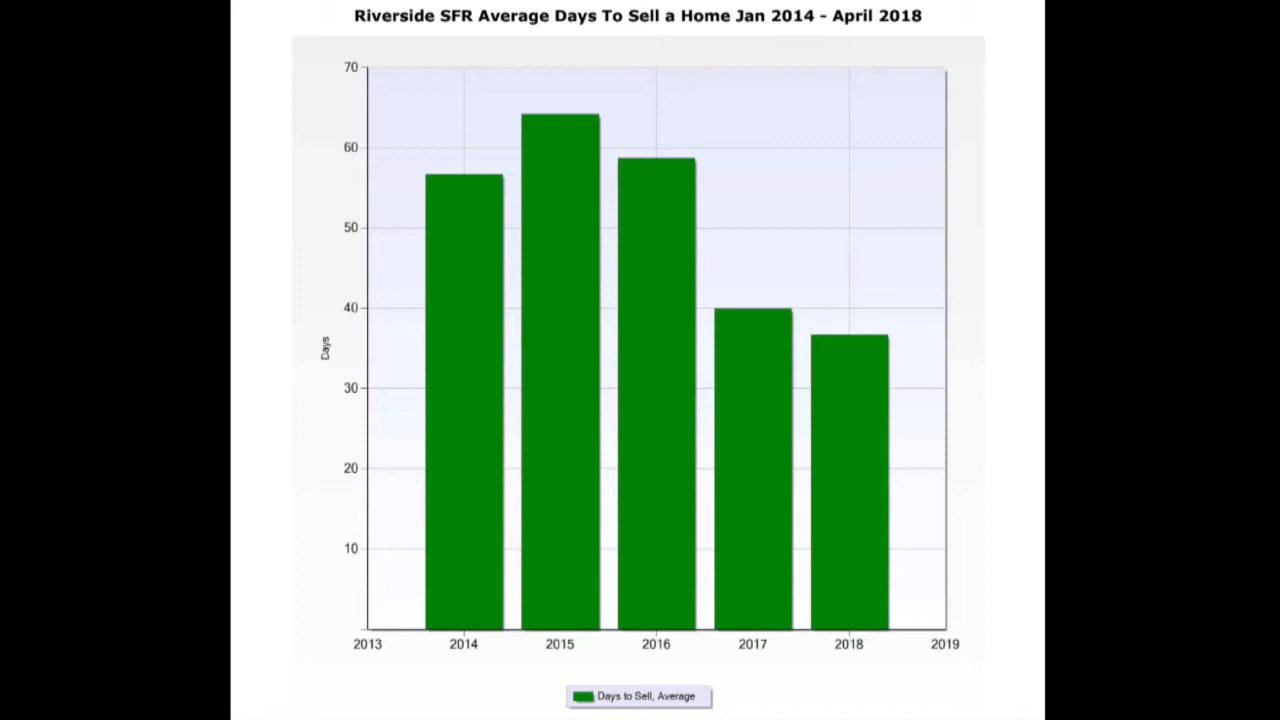 Riverside SFR Average Days To Sell a Home Jan 2014 - April 2018
70
60
50
40
Days
30
20
10
2013 2014 2015 2016 2017 2018 2019
Days to Sell, Average